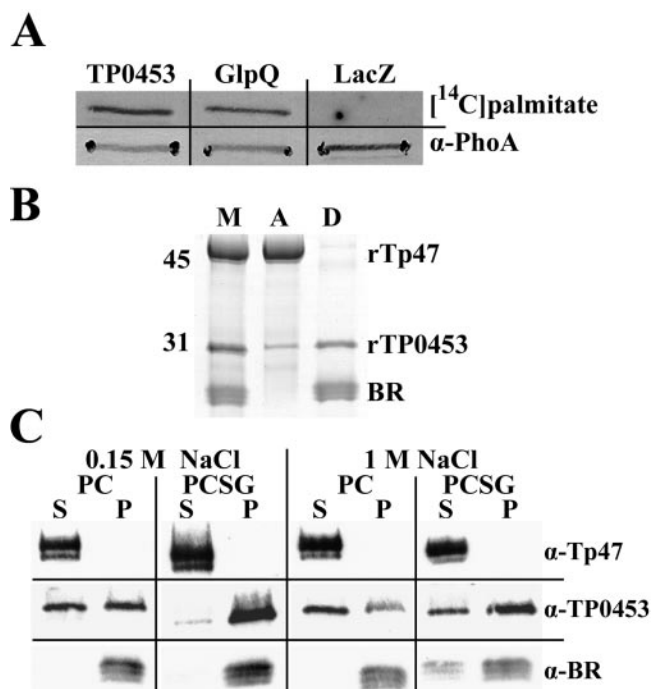 A
TP0453 GlpQ LacZ
[¹⁴C]palmitate
α-PhoA
B
M A D
45 rTp47
31 rTP0453
BR
C
0.15 M NaCl 1 M NaCl
PC PCSG PC PCSG
S P S P S P S P
α-Tp47
α-TP0453
α-BR